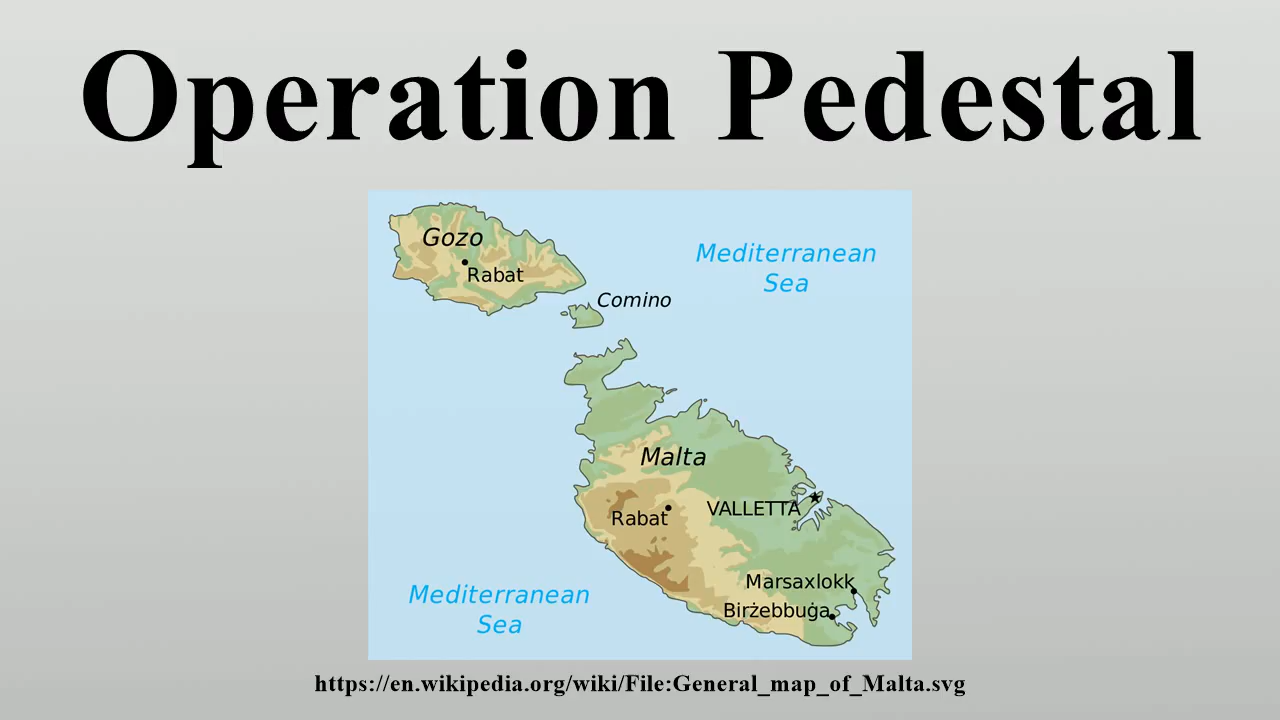 Operation Pedestal
Gozo
Mediterranean
Sea
Rabat
Comino
Malta
VALLETTA
Rabat
Marsaxlokk
Mediterranean
Sea
Birżebbuġa
https://en.wikipedia.org/wiki/File:General_map_of_Malta.svg